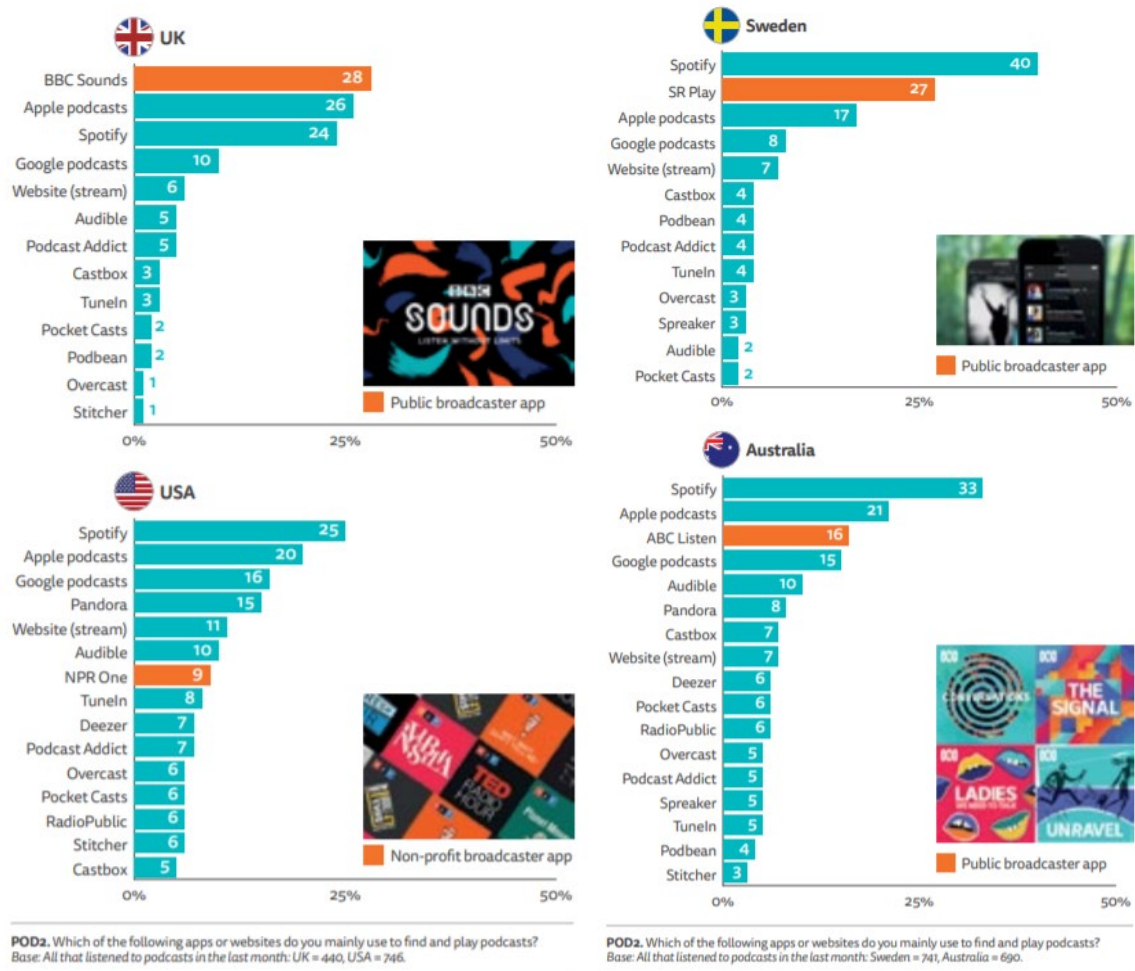 UK
BBC Sounds 28
Apple podcasts 26
Spotify 24
Google podcasts 10
Website (stream) 6
Audible 5
Podcast Addict 5
Castbox 3
TuneIn 3
Pocket Casts 2
Podbean 2
Overcast 1
Stitcher 1
0% 25% 50%
BBC
SOUNDS
LISTEN WITHOUT LIMITS
Public broadcaster app
Sweden
Spotify 40
SR Play 27
Apple podcasts 17
Google podcasts 8
Website (stream) 7
Castbox 4
Podbean 4
Podcast Addict 4
TuneIn 4
Overcast 3
Spreaker 3
Audible 2
Pocket Casts 2
0% 25% 50%
Public broadcaster app
USA
Spotify 25
Apple podcasts 20
Google podcasts 16
Pandora 15
Website (stream) 11
Audible 10
NPR One 9
TuneIn 8
Deezer 7
Podcast Addict 7
Overcast 6
Pocket Casts 6
RadioPublic 6
Stitcher 6
Castbox 5
0% 25% 50%
TED
RADIO
HOUR
Non-profit broadcaster app
POD2. Which of the following apps or websites do you mainly use to find and play podcasts?
Base: All that listened to podcasts in the last month: UK = 440, USA = 746.
Australia
Spotify 33
Apple podcasts 21
ABC Listen 16
Google podcasts 15
Audible 10
Pandora 8
Castbox 7
Website (stream) 7
Deezer 6
Pocket Casts 6
RadioPublic 6
Overcast 5
Podcast Addict 5
Spreaker 5
TuneIn 5
Podbean 4
Stitcher 3
0% 25% 50%
CONVERSATIONS
THE
SIGNAL
LADIES
WE NEED TO TALK
UNRAVEL
Public broadcaster app
POD2. Which of the following apps or websites do you mainly use to find and play podcasts?
Base: All that listened to podcasts in the last month: Sweden = 741, Australia = 690.